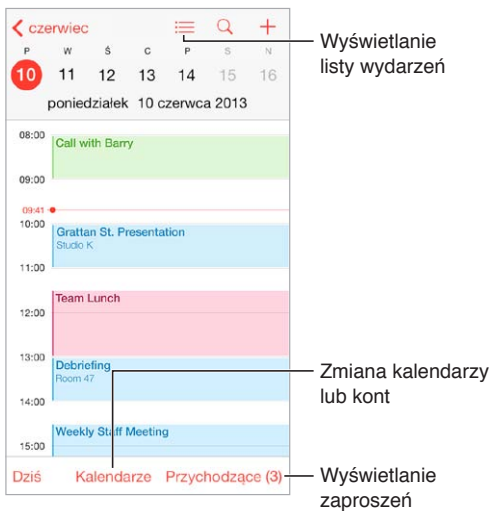 czerwiec
P W Ś C P S N
10 11 12 13 14 15 16
poniedziałek 10 czerwca 2013
08:00
Call with Barry
09:00
09:41
10:00
Grattan St. Presentation
Studio K
11:00
Team Lunch
12:00
13:00
Debriefing
Room 47
14:00
Weekly Staff Meeting
15:00
Dziś Kalendarze Przychodzące (3)
Wyświetlanie
listy wydarzeń
Zmiana kalendarzy
lub kont
Wyświetlanie
zaproszeń